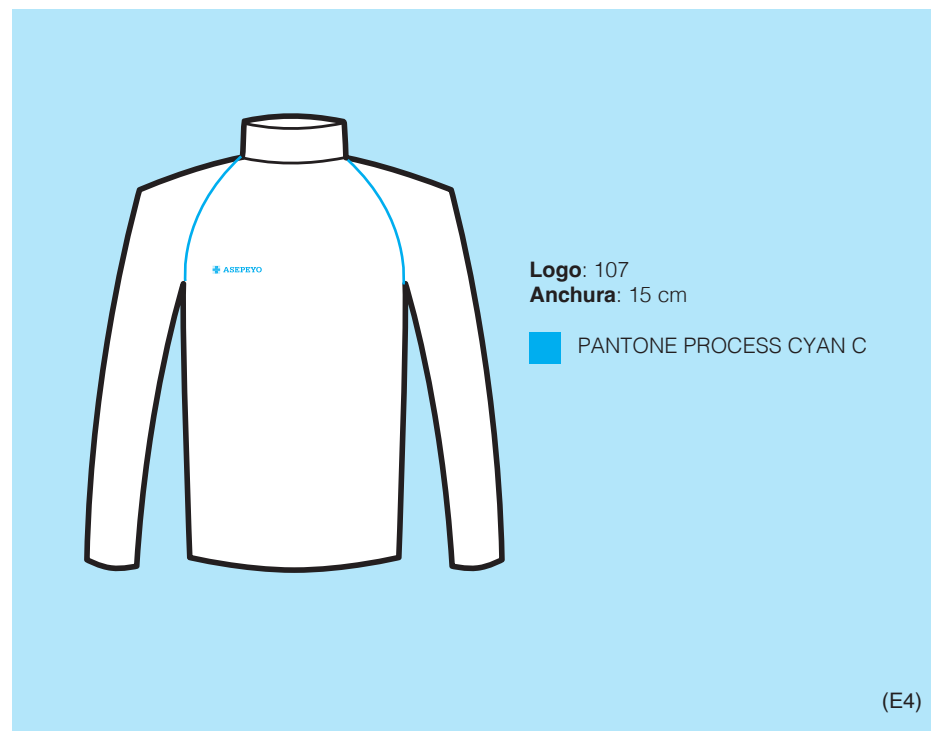 ASEPEYO
Logo: 107
Anchura: 15 cm
PANTONE PROCESS CYAN C
(E4)